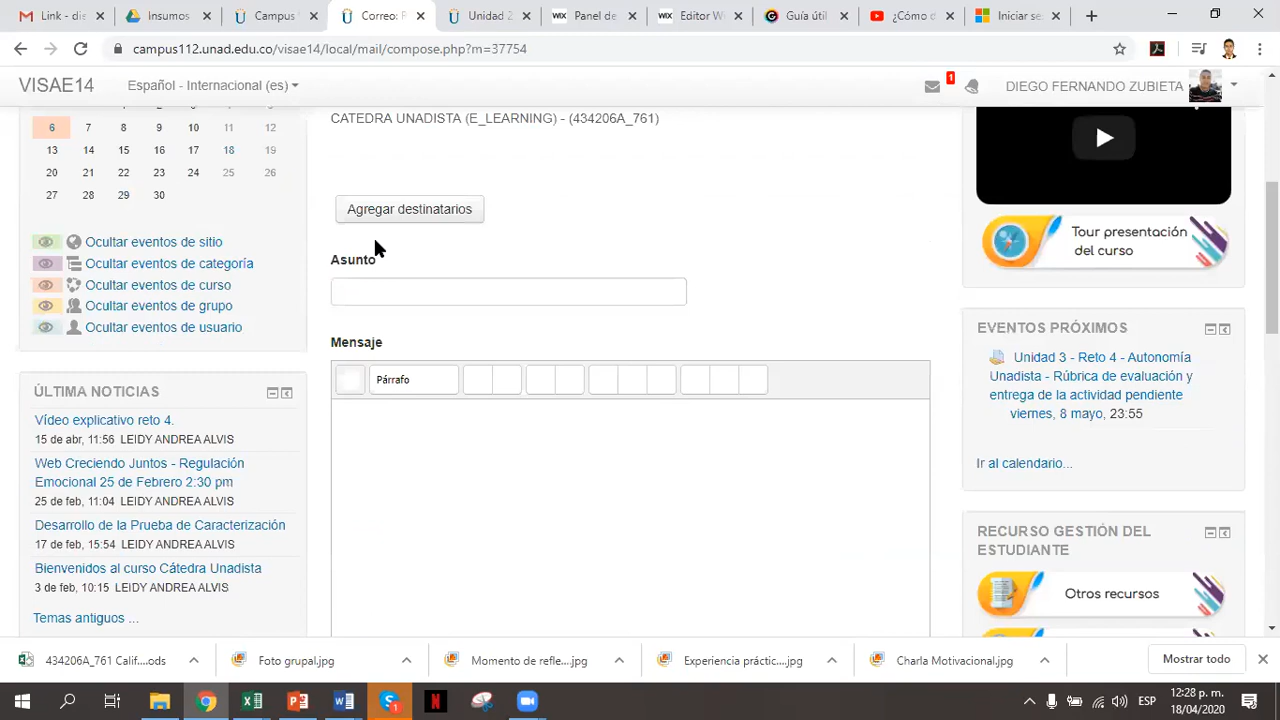 Link - dis
Insumos
Campus V
Correo: R
Unidad 2
Panel de
Editor W
Guía útil
¿Cómo d
Iniciar se
campus112.unad.edu.co/visae14/local/mail/compose.php?m=37754
VISAE14
Español - Internacional (es)
1
DIEGO FERNANDO ZUBIETA
6 7 8 9 10 11 12
13 14 15 16 17 18 19
20 21 22 23 24 25 26
27 28 29 30
Ocultar eventos de sitio
Ocultar eventos de categoría
Ocultar eventos de curso
Ocultar eventos de grupo
Ocultar eventos de usuario
ÚLTIMA NOTICIAS
Vídeo explicativo reto 4.
15 de abr, 11:56 LEIDY ANDREA ALVIS
Web Creciendo Juntos - Regulación
Emocional 25 de Febrero 2:30 pm
25 de feb, 11:04 LEIDY ANDREA ALVIS
Desarrollo de la Prueba de Caracterización
17 de feb, 15:54 LEIDY ANDREA ALVIS
Bienvenidos al curso Cátedra Unadista
3 de feb, 10:15 LEIDY ANDREA ALVIS
Temas antiguos ...
CATEDRA UNADISTA (E_LEARNING) - (434206A_761)
Agregar destinatarios
Asunto
Mensaje
Párrafo
Tour presentación
del curso
EVENTOS PRÓXIMOS
Unidad 3 - Reto 4 - Autonomía
Unadista - Rúbrica de evaluación y
entrega de la actividad pendiente
viernes, 8 mayo, 23:55
Ir al calendario...
RECURSO GESTIÓN DEL
ESTUDIANTE
Otros recursos
434206A_761 Calif....ods
Foto grupal.jpg
Momento de refle....jpg
Experiencia práctic....jpg
Charla Motivacional.jpg
Mostrar todo
ESP
12:28 p. m.
18/04/2020